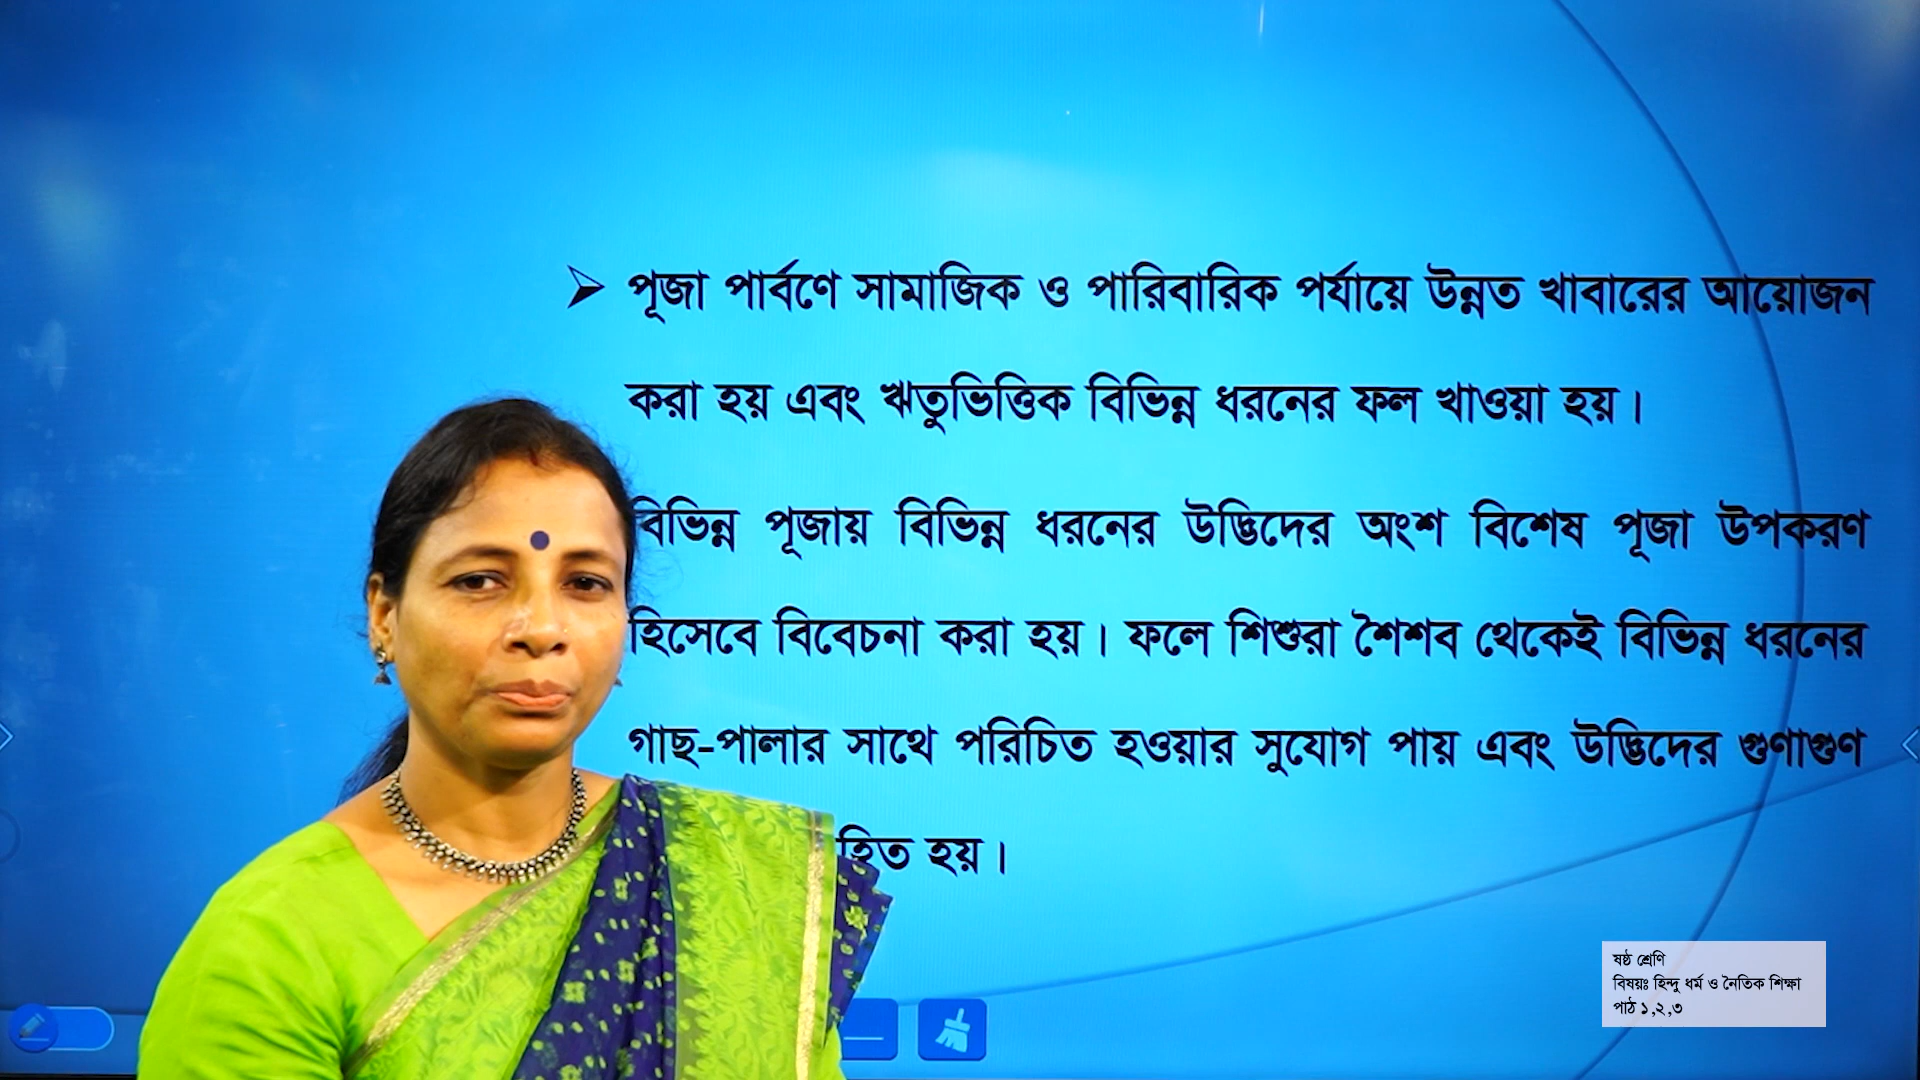 পূজা পার্বণে সামাজিক ও পারিবারিক পর্যায়ে উন্নত খাবারের আয়োজন
করা হয় এবং ঋতুভিত্তিক বিভিন্ন ধরনের ফল খাওয়া হয়।
বিভিন্ন পূজায় বিভিন্ন ধরনের উদ্ভিদের অংশ বিশেষ পূজা উপকরণ
হিসেবে বিবেচনা করা হয়। ফলে শিশুরা শৈশব থেকেই বিভিন্ন ধরনের
গাছ-পালার সাথে পরিচিত হওয়ার সুযোগ পায় এবং উদ্ভিদের গুণাগুণ
হয়।
ষষ্ঠ শ্রেণি
বিষয়ঃ হিন্দু ধর্ম ও নৈতিক শিক্ষা
পাঠ ১,২,৩